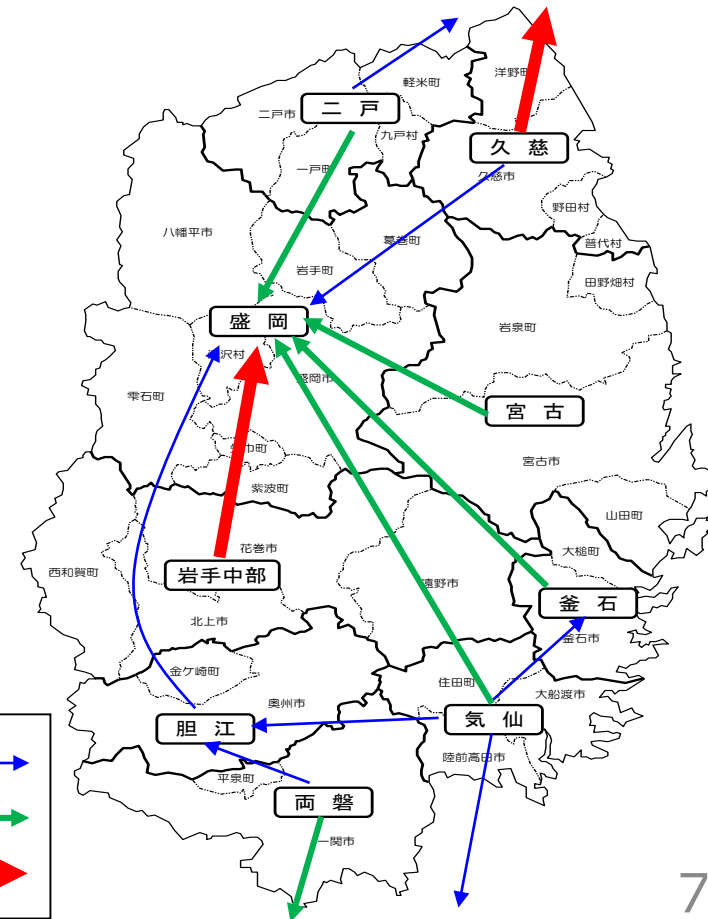 洋野町
軽米町
二戸市
二 戸
九戸村
久 慈
一戸町
久慈市
野田村
八幡平市
葛巻町
普代村
岩手町
田野畑村
盛 岡
岩泉町
沢村
盛岡市
雫石町
宮 古
巾町
宮古市
紫波町
山田町
花巻市
大槌町
西和賀町
岩手中部
遠野市
釜 石
北上市
釜石市
金ケ崎町
住田町
大船渡市
奥州市
胆 江
気 仙
陸前高田市
平泉町
両 磐
一関市
7